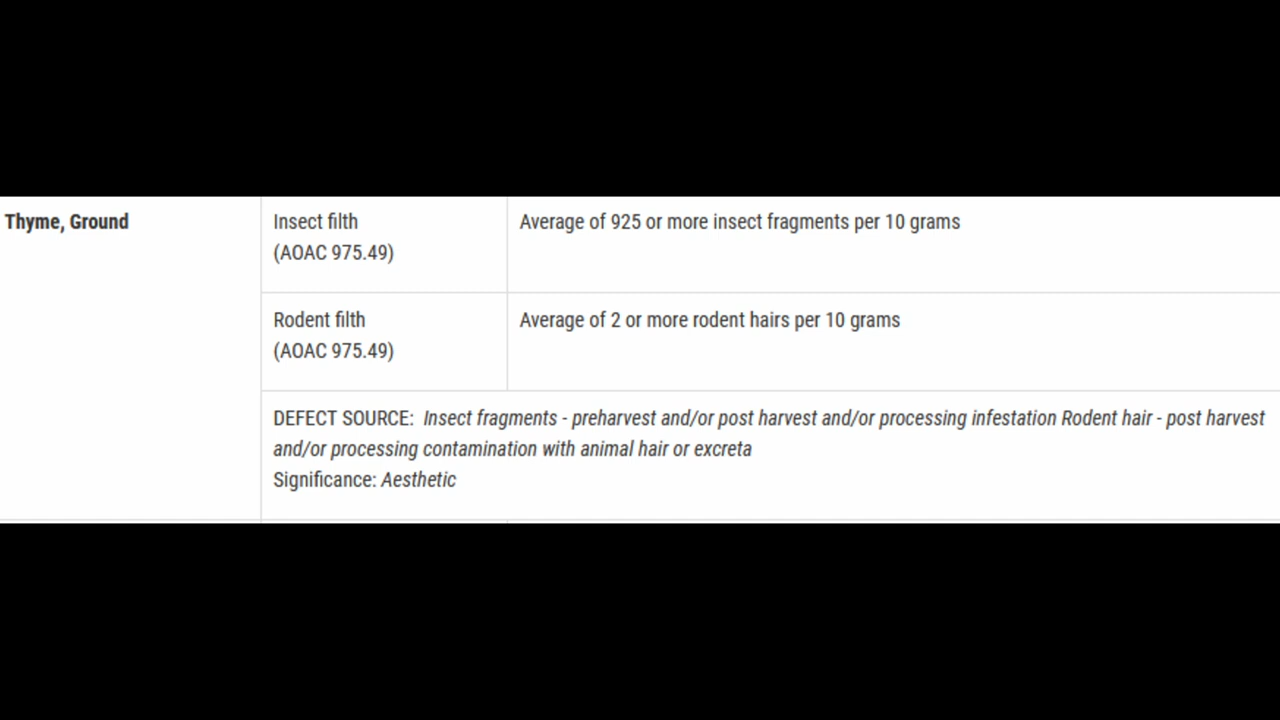 Thyme, Ground
Insect filth
(AOAC 975.49)
Average of 925 or more insect fragments per 10 grams
Rodent filth
(AOAC 975.49)
Average of 2 or more rodent hairs per 10 grams
DEFECT SOURCE: Insect fragments - preharvest and/or post harvest and/or processing infestation Rodent hair - post harvest
and/or processing contamination with animal hair or excreta
Significance: Aesthetic